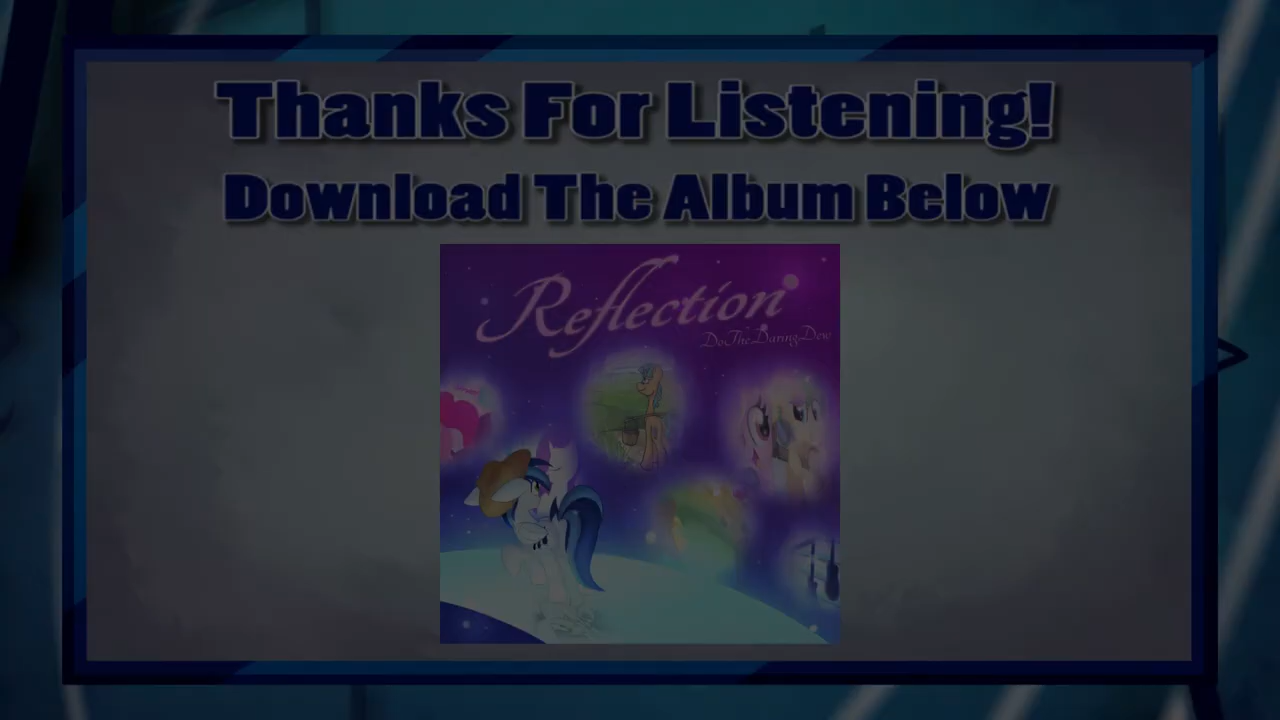 Thanks For Listening!
Download The Album Below
Reflection
DoTheDaringDew